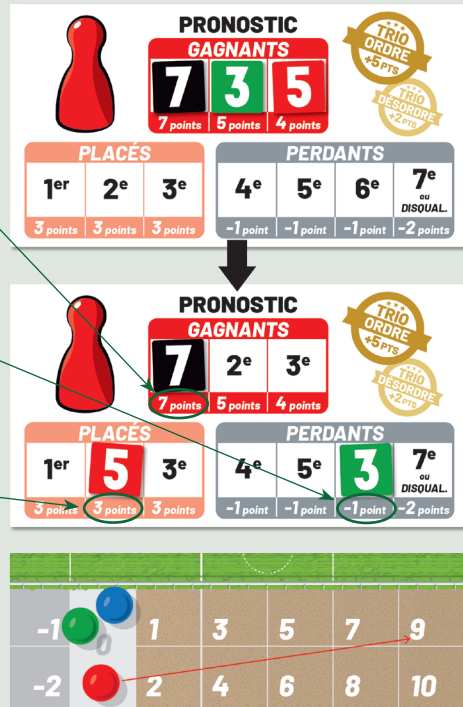 PRONOSTIC
GAGNANTS
7 3 5
7 points 5 points 4 points
TRIO
ORDRE
+5 PTS
TRIO
DÉSORDRE
+2 PTS
PLACÉS
1er 2e 3e
3 points 3 points 3 points
PERDANTS
4e 5e 6e 7e
ou
DISQUAL.
-1 point -1 point -1 point -2 points
PRONOSTIC
GAGNANTS
7 2e 3e
7 points 5 points 4 points
TRIO
ORDRE
+5 PTS
TRIO
DÉSORDRE
+2 PTS
PLACÉS
1er 5 3e
3 points 3 points 3 points
PERDANTS
4e 5e 3 7e
ou
DISQUAL.
-1 point -1 point -1 point -2 points
-1 0 1 3 5 7 9
-2 2 4 6 8 10